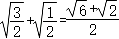 √(3/2) + √(1/2) = (√6 + √2)/2